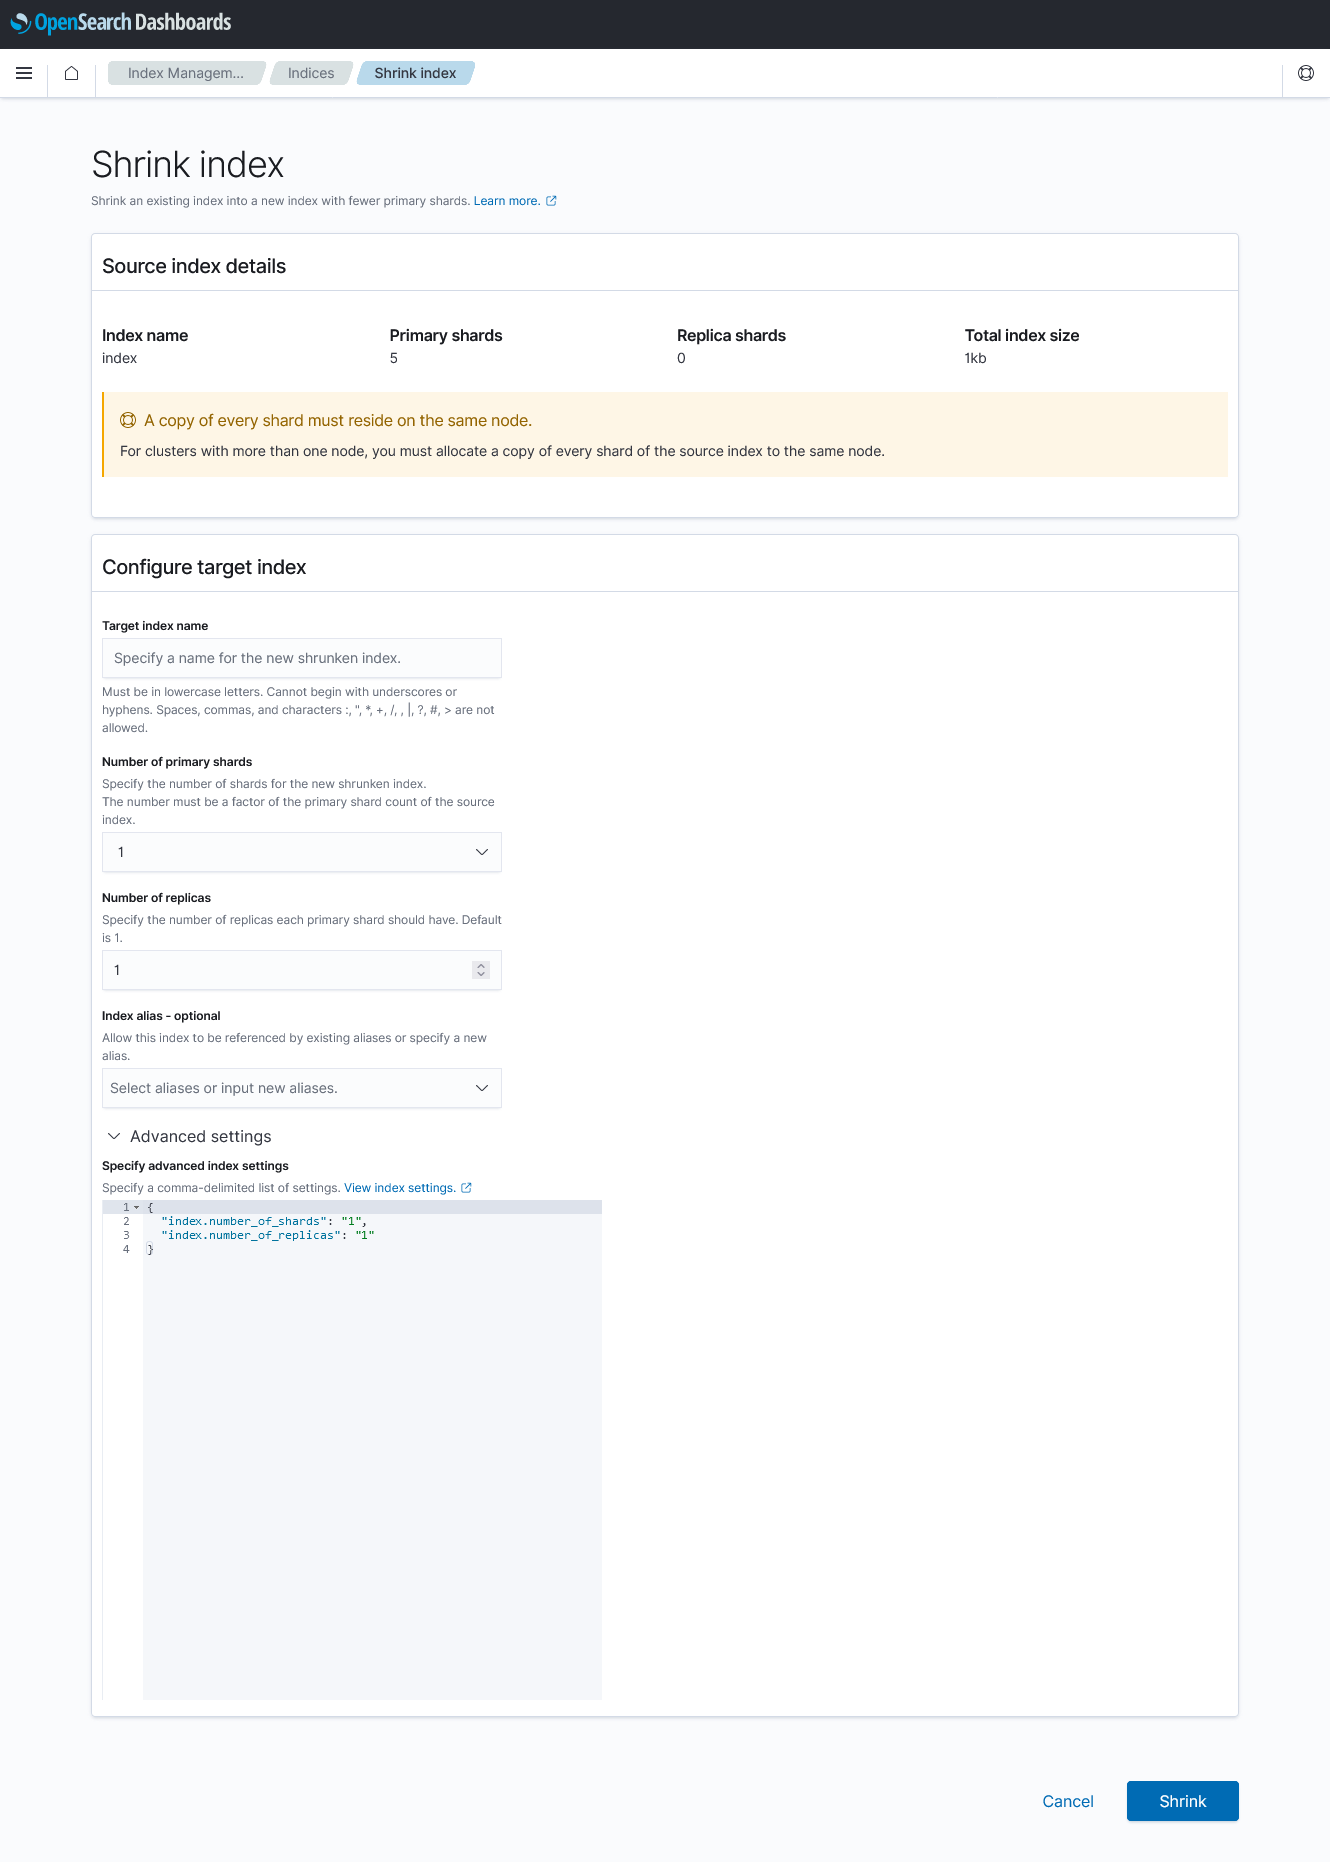 OpenSearch Dashboards
Index Managem...
Indices
Shrink index
Shrink index
Shrink an existing index into a new index with fewer primary shards. Learn more.
Source index details
Index name
Primary shards
Replica shards
Total index size
index
5
0
1kb
A copy of every shard must reside on the same node.
For clusters with more than one node, you must allocate a copy of every shard of the source index to the same node.
Configure target index
Target index name
Specify a name for the new shrunken index.
Must be in lowercase letters. Cannot begin with underscores or
hyphens. Spaces, commas, and characters :, ", *, +, /, , |, ?, #, > are not
allowed.
Number of primary shards
Specify the number of shards for the new shrunken index.
The number must be a factor of the primary shard count of the source
index.
1
Number of replicas
Specify the number of replicas each primary shard should have. Default
is 1.
1
Index alias - optional
Allow this index to be referenced by existing aliases or specify a new
alias.
Select aliases or input new aliases.
Advanced settings
Specify advanced index settings
Specify a comma-delimited list of settings. View index settings.
1 {
2 "index.number_of_shards": "1",
3 "index.number_of_replicas": "1"
4 }
Cancel
Shrink